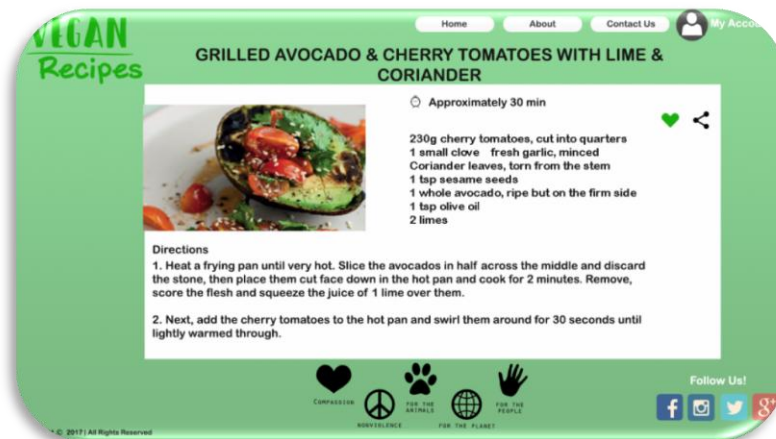 VEGAN
Recipes
Home
About
Contact Us
My Accou
GRILLED AVOCADO & CHERRY TOMATOES WITH LIME &
CORIANDER
Approximately 30 min
230g cherry tomatoes, cut into quarters
1 small clove fresh garlic, minced
Coriander leaves, torn from the stem
1 tsp sesame seeds
1 whole avocado, ripe but on the firm side
1 tsp olive oil
2 limes
Directions
1. Heat a frying pan until very hot. Slice the avocados in half across the middle and discard
the stone, then place them cut face down in the hot pan and cook for 2 minutes. Remove,
score the flesh and squeeze the juice of 1 lime over them.
2. Next, add the cherry tomatoes to the hot pan and swirl them around for 30 seconds until
lightly warmed through.
COMPASSION
NONVIOLENCE
FOR THE
ANIMALS
FOR THE PLANET
FOR THE
PEOPLE
Follow Us!
© 2017 | All Rights Reserved